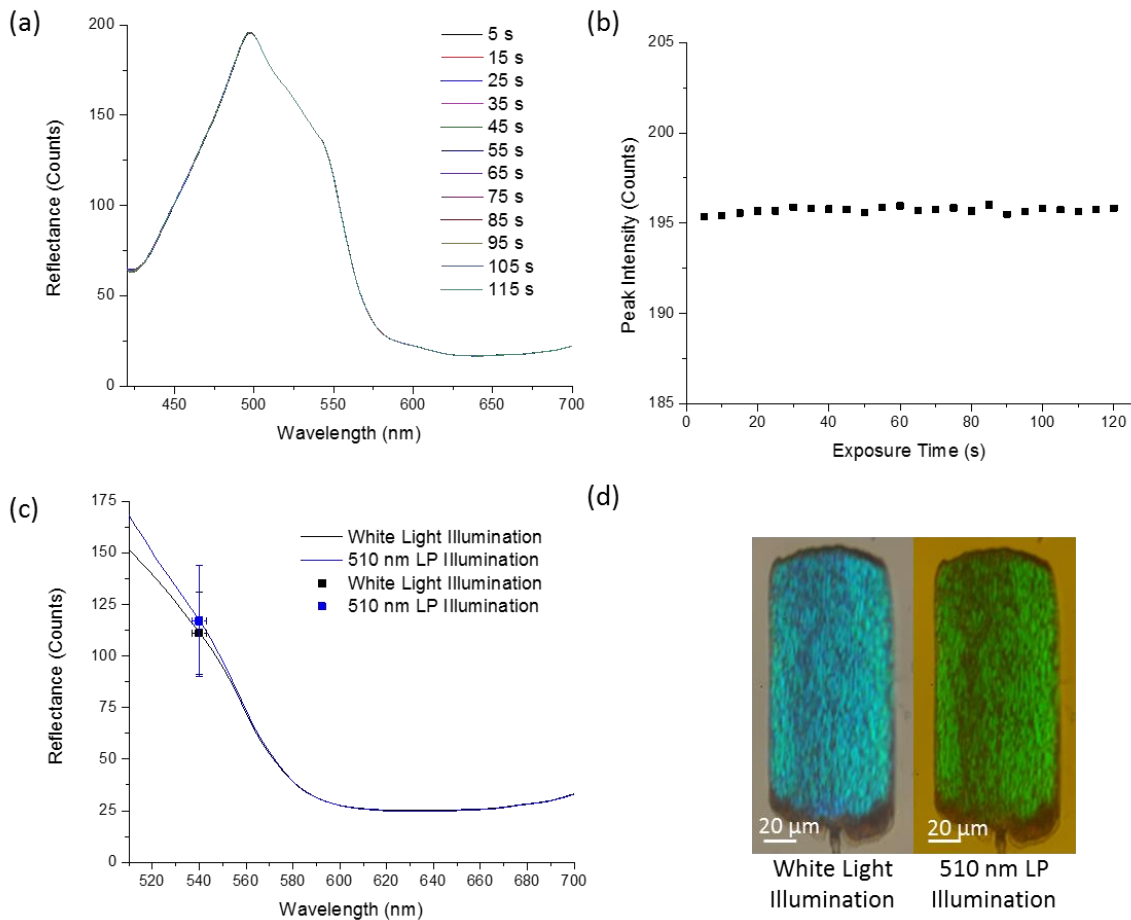 (a)
200
150
100
50
0
Reflectance (Counts)
450 500 550 600 650 700
Wavelength (nm)
5 s
15 s
25 s
35 s
45 s
55 s
65 s
75 s
85 s
95 s
105 s
115 s
(b)
205
200
195
190
185
Peak Intensity (Counts)
0 20 40 60 80 100 120
Exposure Time (s)
(c)
175
150
125
100
75
50
25
0
Reflectance (Counts)
520 540 560 580 600 620 640 660 680 700
Wavelength (nm)
White Light Illumination
510 nm LP Illumination
White Light Illumination
510 nm LP Illumination
(d)
20 µm
20 µm
White Light
Illumination
510 nm LP
Illumination